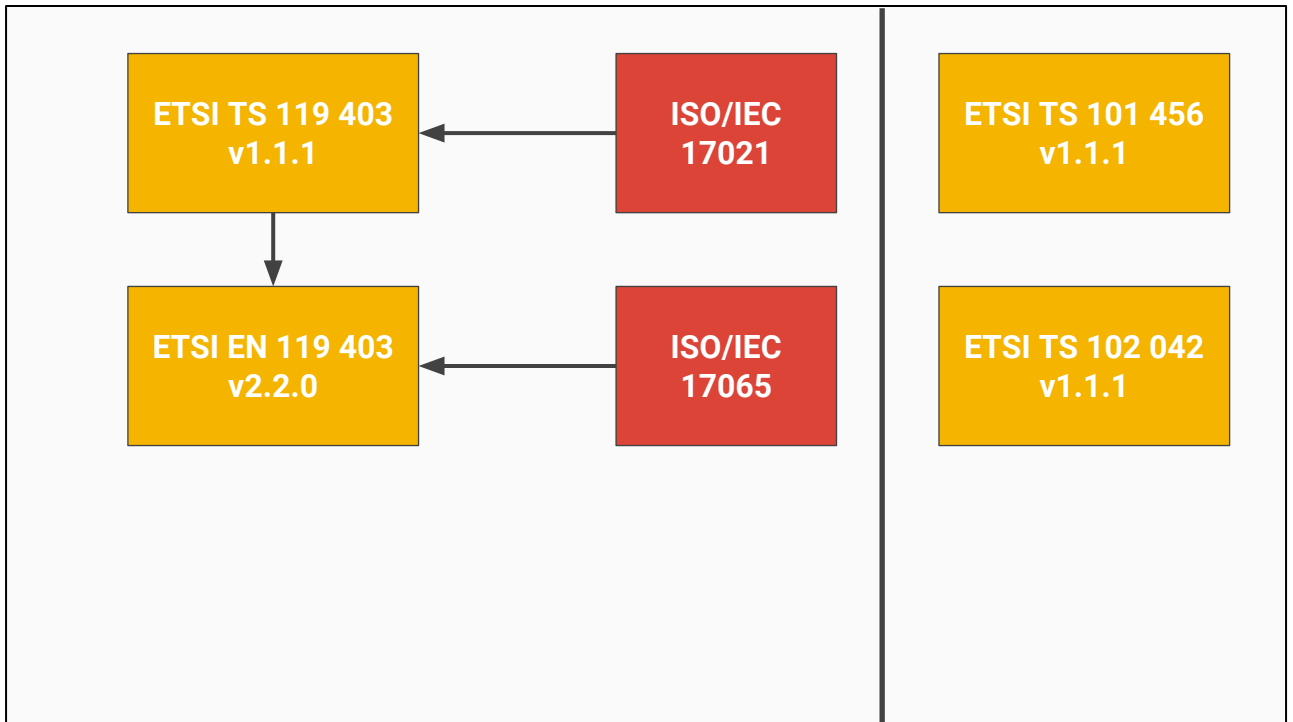 ETSI TS 119 403
v1.1.1
ISO/IEC
17021
ETSI TS 101 456
v1.1.1
ETSI EN 119 403
v2.2.0
ISO/IEC
17065
ETSI TS 102 042
v1.1.1